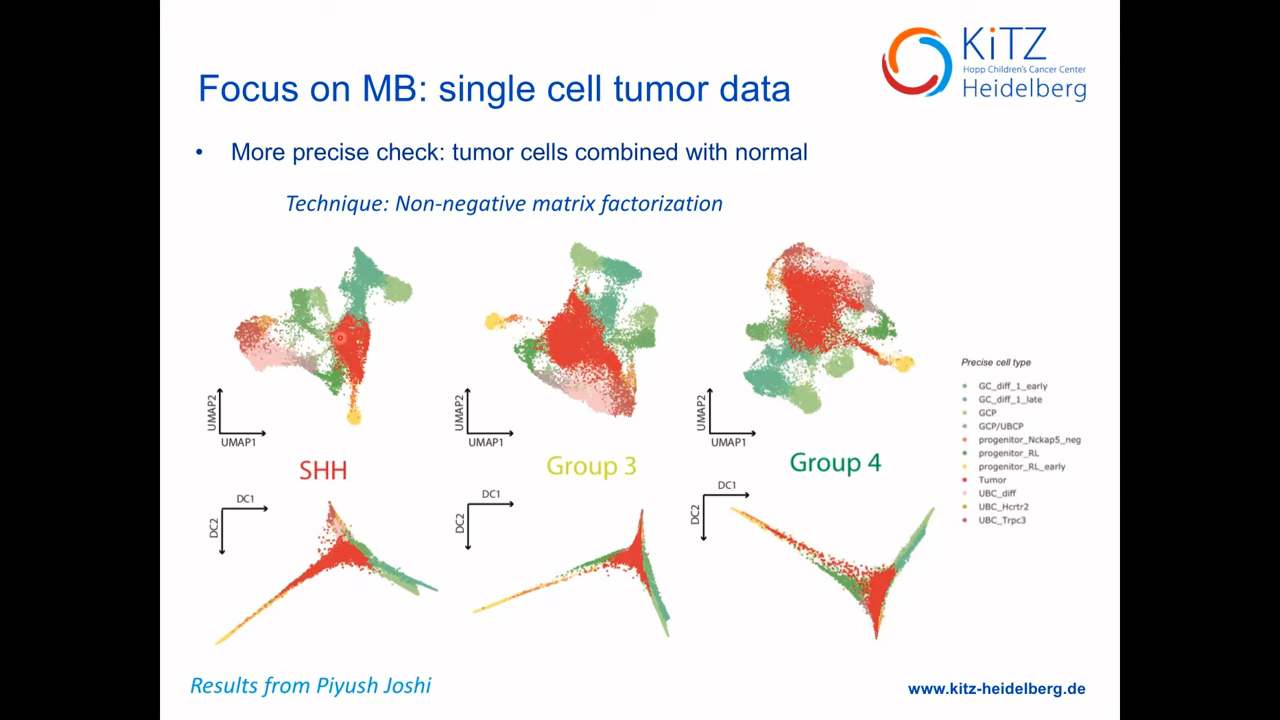 KiTZ
Hopp Children's Cancer Center
Heidelberg
Focus on MB: single cell tumor data
• More precise check: tumor cells combined with normal
Technique: Non-negative matrix factorization
UMAP2
UMAP1
UMAP2
UMAP1
UMAP2
UMAP1
SHH
Group 3
Group 4
Precise cell type
GC_diff_1_early
GC_diff_1_late
GCP
GCP/UBCP
progenitor_Nckap5_neg
progenitor_RL
progenitor_RL_early
Tumor
UBC_diff
UBC_Hcrtr2
UBC_Trpc3
DC1
DC2
DC1
DC2
DC1
DC2
Results from Piyush Joshi
www.kitz-heidelberg.de